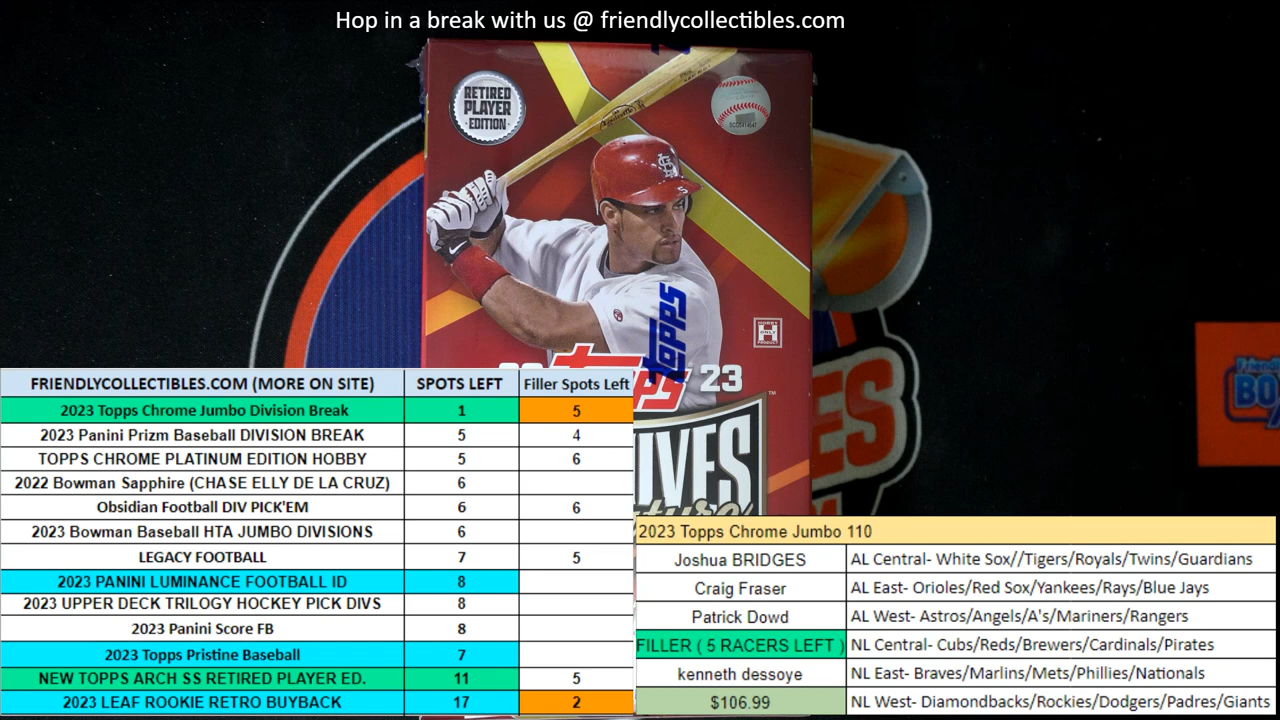 Hop in a break with us @ friendlycollectibles.com
RETIRED
PLAYER
EDITION
HOBBY
ONLY
PRODUCT
topps
23
IVES
ES
Friendly
BO
FRIENDLYCOLLECTIBLES.COM (MORE ON SITE) SPOTS LEFT Filler Spots Left
2023 Topps Chrome Jumbo Division Break 1 5
2023 Panini Prizm Baseball DIVISION BREAK 5 4
TOPPS CHROME PLATINUM EDITION HOBBY 5 6
2022 Bowman Sapphire (CHASE ELLY DE LA CRUZ) 6
Obsidian Football DIV PICK'EM 6 6
2023 Bowman Baseball HTA JUMBO DIVISIONS 6
LEGACY FOOTBALL 7 5
2023 PANINI LUMINANCE FOOTBALL ID 8
2023 UPPER DECK TRILOGY HOCKEY PICK DIVS 8
2023 Panini Score FB 8
2023 Topps Pristine Baseball 7
NEW TOPPS ARCH SS RETIRED PLAYER ED. 11 5
2023 LEAF ROOKIE RETRO BUYBACK 17 2
2023 Topps Chrome Jumbo 110
Joshua BRIDGES AL Central- White Sox//Tigers/Royals/Twins/Guardians
Craig Fraser AL East- Orioles/Red Sox/Yankees/Rays/Blue Jays
Patrick Dowd AL West- Astros/Angels/A's/Mariners/Rangers
FILLER ( 5 RACERS LEFT ) NL Central- Cubs/Reds/Brewers/Cardinals/Pirates
kenneth dessoye NL East- Braves/Marlins/Mets/Phillies/Nationals
$106.99 NL West- Diamondbacks/Rockies/Dodgers/Padres/Giants